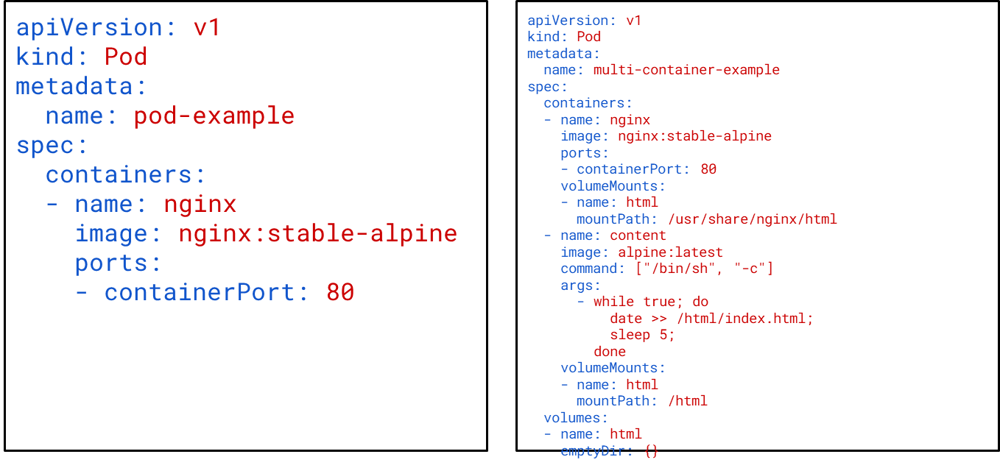 apiVersion: v1
kind: Pod
metadata:
  name: pod-example
spec:
  containers:
  - name: nginx
    image: nginx:stable-alpine
    ports:
    - containerPort: 80
apiVersion: v1
kind: Pod
metadata:
  name: multi-container-example
spec:
  containers:
  - name: nginx
    image: nginx:stable-alpine
    ports:
    - containerPort: 80
    volumeMounts:
    - name: html
      mountPath: /usr/share/nginx/html
  - name: content
    image: alpine:latest
    command: ["/bin/sh", "-c"]
    args:
      - while true; do
          date >> /html/index.html;
          sleep 5;
        done
    volumeMounts:
    - name: html
      mountPath: /html
  volumes:
  - name: html
    emptyDir: {}